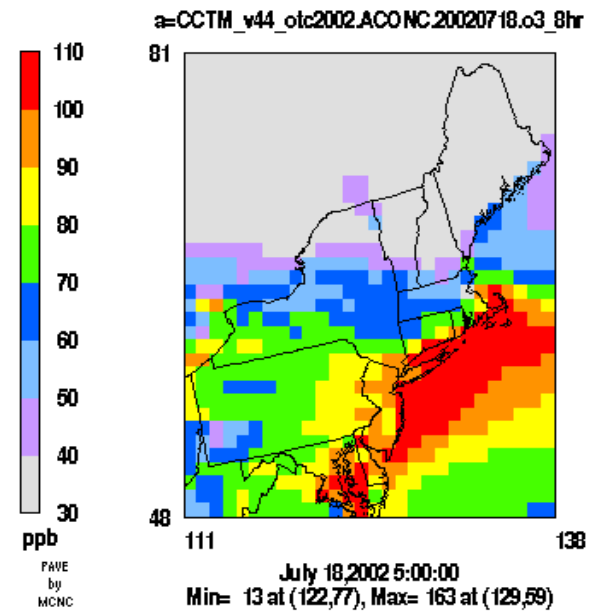 a=CCTM_v44_otc2002.ACONC.20020718.o3_8hr
110
100
90
80
70
60
50
40
30
ppb
PAVE
by
MCNC
81
48
111
138
July 18,2002 5:00:00
Min= 13 at (122,77), Max= 163 at (129,59)